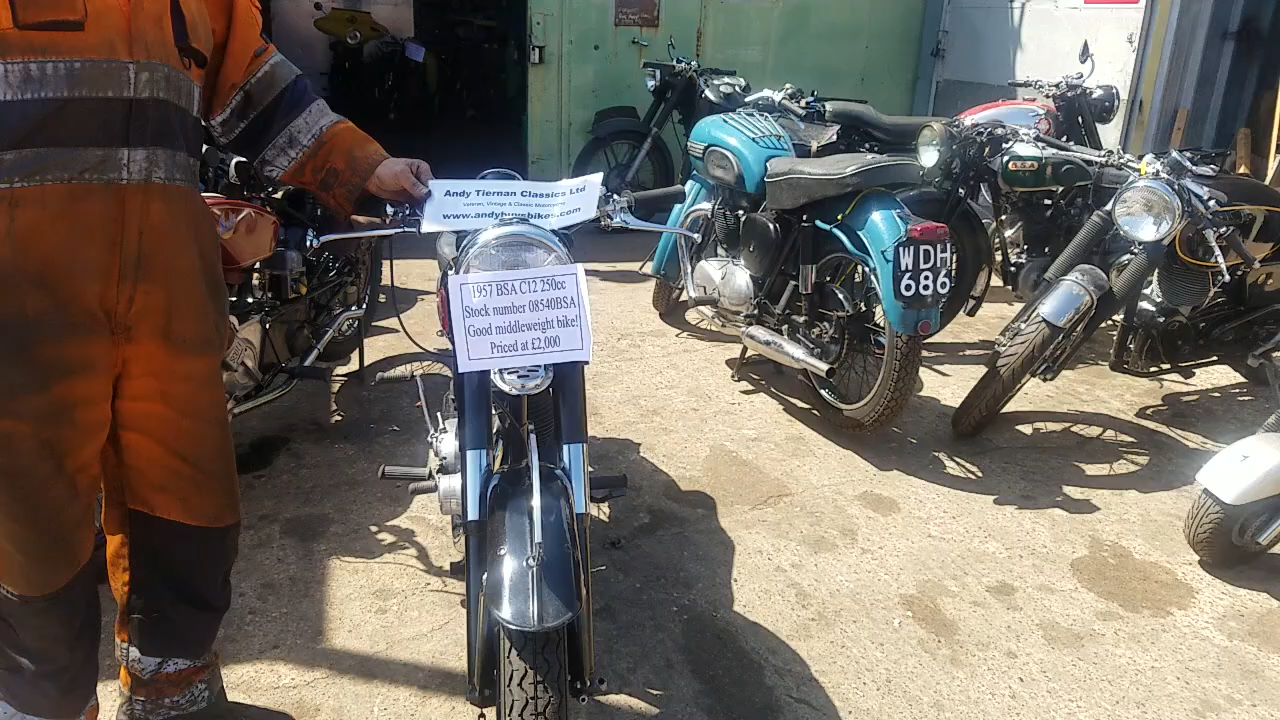 Andy Tiernan Classics Ltd
Veteran, Vintage & Classic Motorcycles
www.andybuysbikes.com
1957 BSA C12 250cc
Stock number 08540BSA
Good middleweight bike!
Priced at £2,000
WDH
686
B.S.A